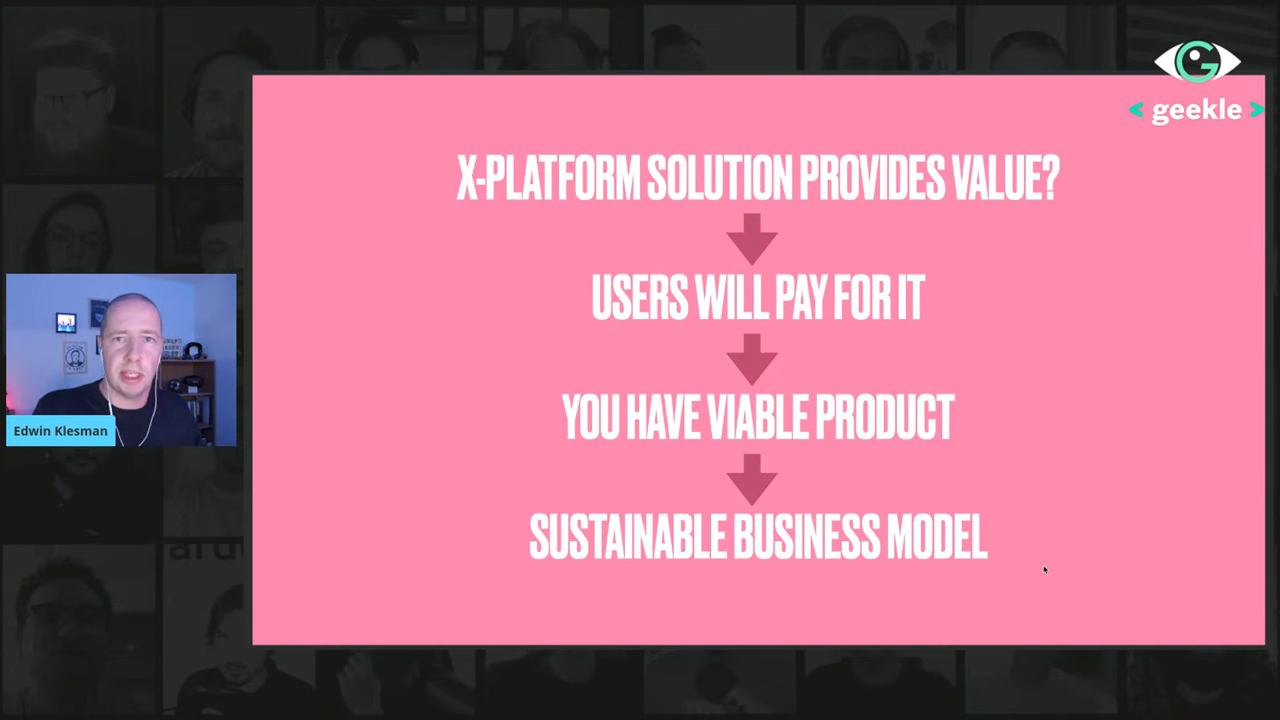 < geekle >
X-PLATFORM SOLUTION PROVIDES VALUE?
USERS WILL PAY FOR IT
YOU HAVE VIABLE PRODUCT
SUSTAINABLE BUSINESS MODEL
Edwin Klesman